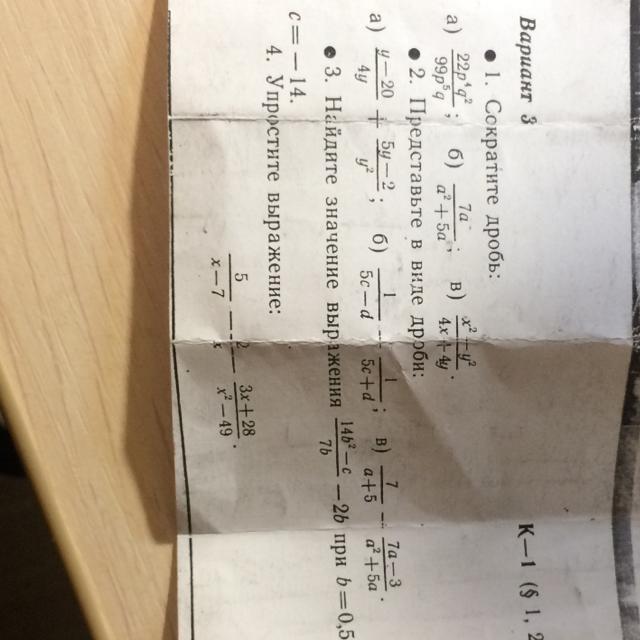 Вариант 3 К—1 (§ 1, 2
● 1. Сократите дробь:
а) 22p⁴q²/99p⁵q; б) 7a/(a² + 5a); в) (x² − y²)/(4x + 4y).
● 2. Представьте в виде дроби:
а) (y − 20)/4y + (5y − 2)/y²; б) 1/(5c − d) − 1/(5c + d); в) 7/(a + 5) − (7a − 3)/(a² + 5a).
● 3. Найдите значение выражения (14b² − c)/7b − 2b при b = 0,5
c = − 14.
4. Упростите выражение:
5/(x − 7) − 2/x − (3x + 28)/(x² − 49).